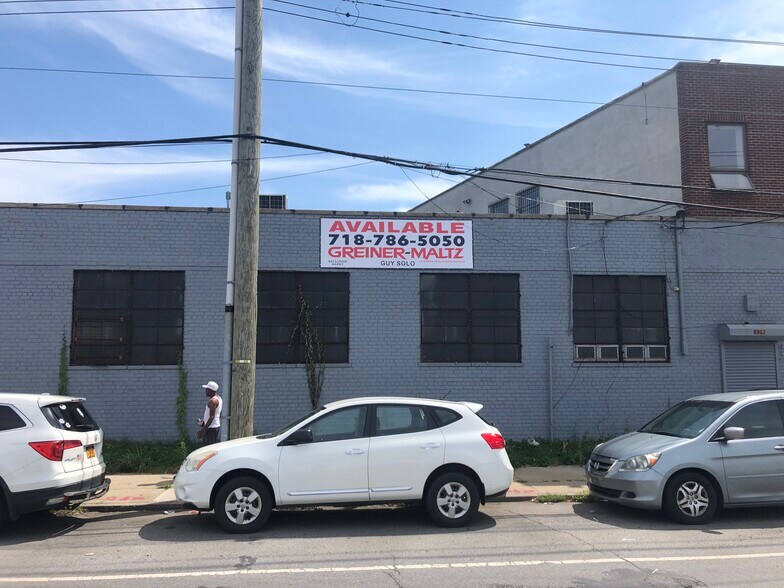 AVAILABLE
718-786-5050
GREINER-MALTZ
GUY SOLO